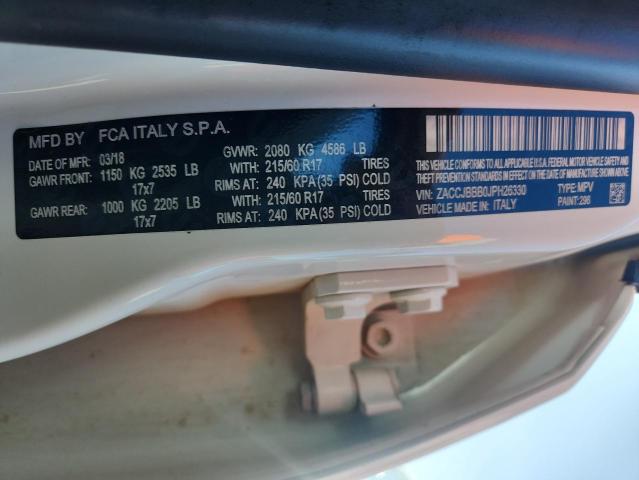 MFD BY FCA ITALY S.P.A.
DATE OF MFR: 03/18 GVWR: 2080 KG 4586 LB
GAWR FRONT: 1150 KG 2535 LB WITH: 215/60 R17 TIRES
17x7 RIMS AT: 240 KPA(35 PSI) COLD
GAWR REAR: 1000 KG 2205 LB WITH: 215/60 R17 TIRES
17x7 RIMS AT: 240 KPA(35 PSI) COLD
THIS VEHICLE CONFORMS TO ALL APPLICABLE U.S.A. FEDERAL MOTOR VEHICLE SAFETY, BUMPER,
AND THEFT PREVENTION STANDARDS IN EFFECT ON THE DATE OF MANUFACTURE SHOWN ABOVE
VIN: ZACCJBBB0JPH26330 TYPE: MPV
VEHICLE MADE IN: ITALY PAINT: 296